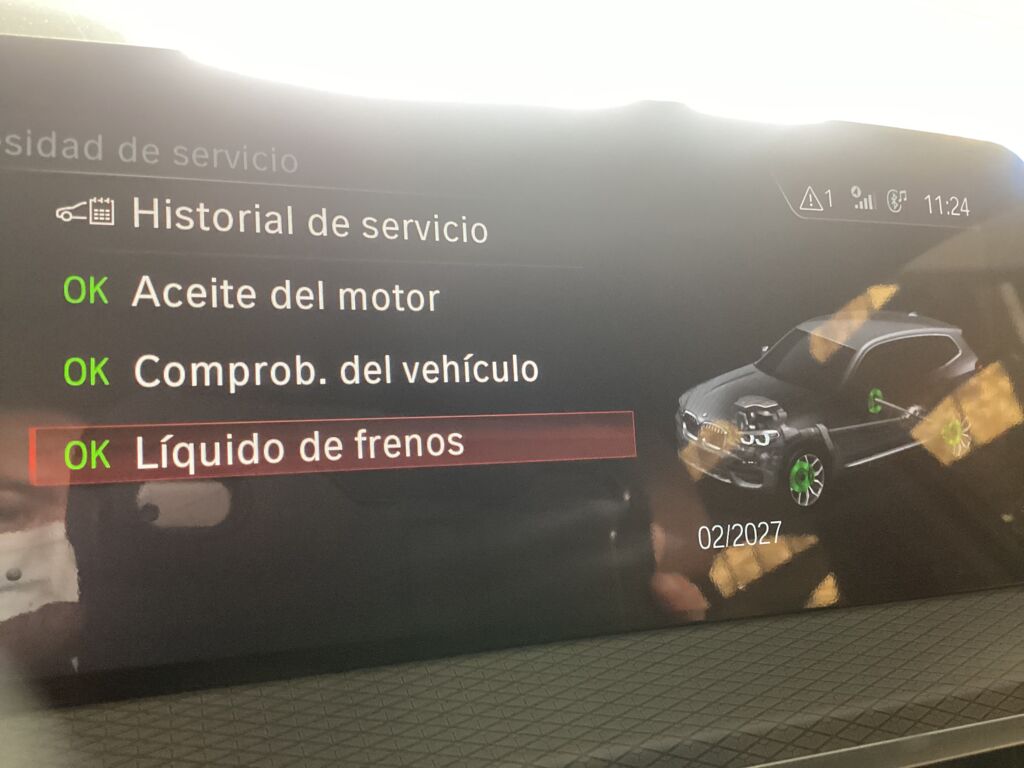 sidad de servicio
1
11:24
Historial de servicio
OK Aceite del motor
OK Comprob. del vehículo
OK Líquido de frenos
02/2027